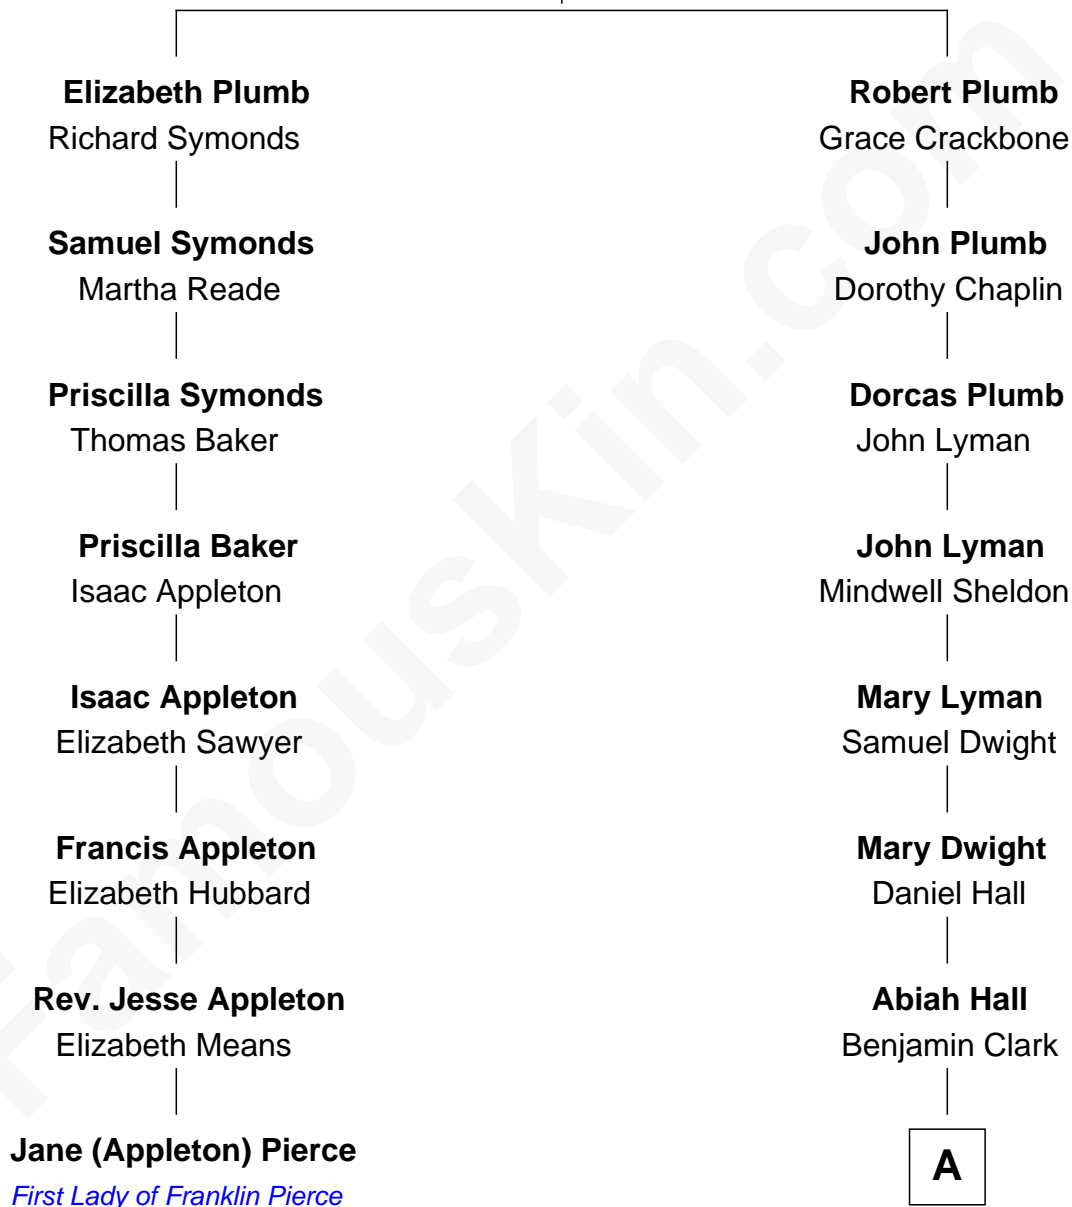 Elizabeth Plumb
Richard Symonds
Samuel Symonds
Martha Reade
Priscilla Symonds
Thomas Baker
Priscilla Baker
Isaac Appleton
Isaac Appleton
Elizabeth Sawyer
Francis Appleton
Elizabeth Hubbard
Rev. Jesse Appleton
Elizabeth Means
Jane (Appleton) Pierce
First Lady of Franklin Pierce
Robert Plumb
Grace Crackbone
John Plumb
Dorothy Chaplin
Dorcas Plumb
John Lyman
John Lyman
Mindwell Sheldon
Mary Lyman
Samuel Dwight
Mary Dwight
Daniel Hall
Abiah Hall
Benjamin Clark
A
FamousKin.com